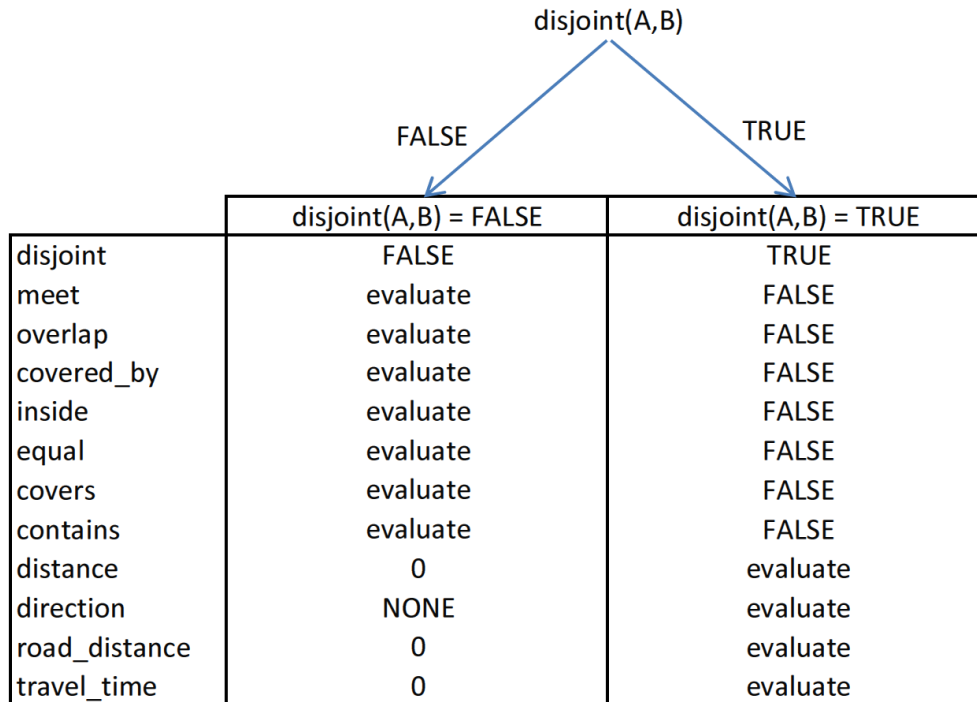 disjoint(A,B)
FALSE TRUE
disjoint(A,B) = FALSE disjoint(A,B) = TRUE
disjoint FALSE TRUE
meet evaluate FALSE
overlap evaluate FALSE
covered_by evaluate FALSE
inside evaluate FALSE
equal evaluate FALSE
covers evaluate FALSE
contains evaluate FALSE
distance 0 evaluate
direction NONE evaluate
road_distance 0 evaluate
travel_time 0 evaluate